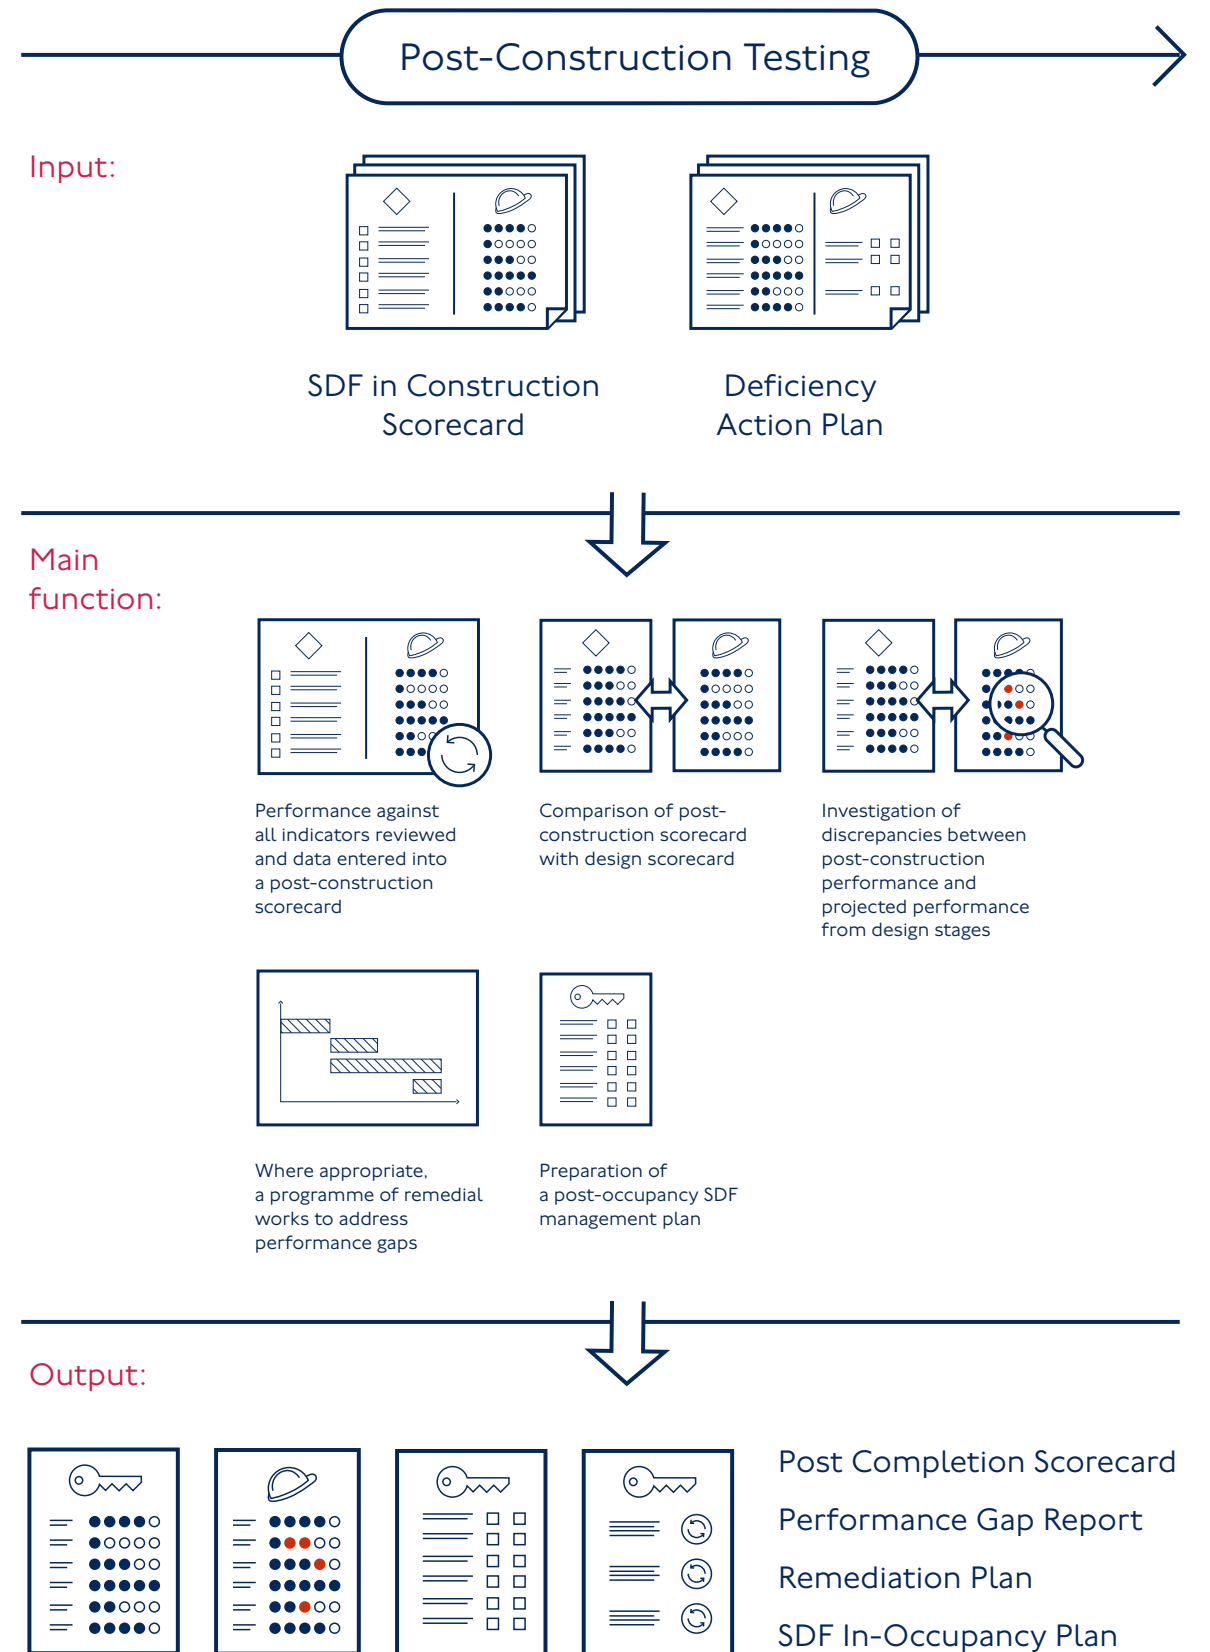 Post-Construction Testing
Input:
SDF in Construction
Scorecard
Deficiency
Action Plan
Main
function:
Performance against
all indicators reviewed
and data entered into
a post-construction
scorecard
Comparison of post-
construction scorecard
with design scorecard
Investigation of
discrepancies between
post-construction
performance and
projected performance
from design stages
Where appropriate,
a programme of remedial
works to address
performance gaps
Preparation of
a post-occupancy SDF
management plan
Output:
Post Completion Scorecard
Performance Gap Report
Remediation Plan
SDF In-Occupancy Plan